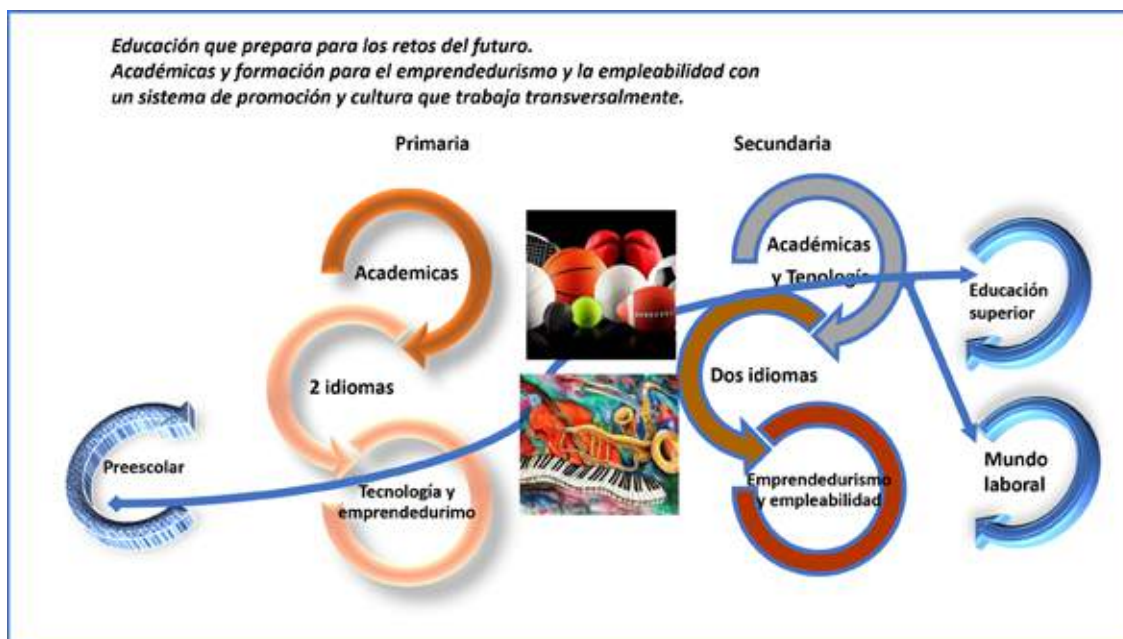 Educación que prepara para los retos del futuro.
Académicas y formación para el emprendedurismo y la empleabilidad con
un sistema de promoción y cultura que trabaja transversalmente.
Primaria
Secundaria
Academicas
2 idiomas
Tecnología y
emprendedurimo
Preescolar
Académicas
y Tenología
Dos idiomas
Emprendedurismo
y empleabilidad
Educación
superior
Mundo
laboral